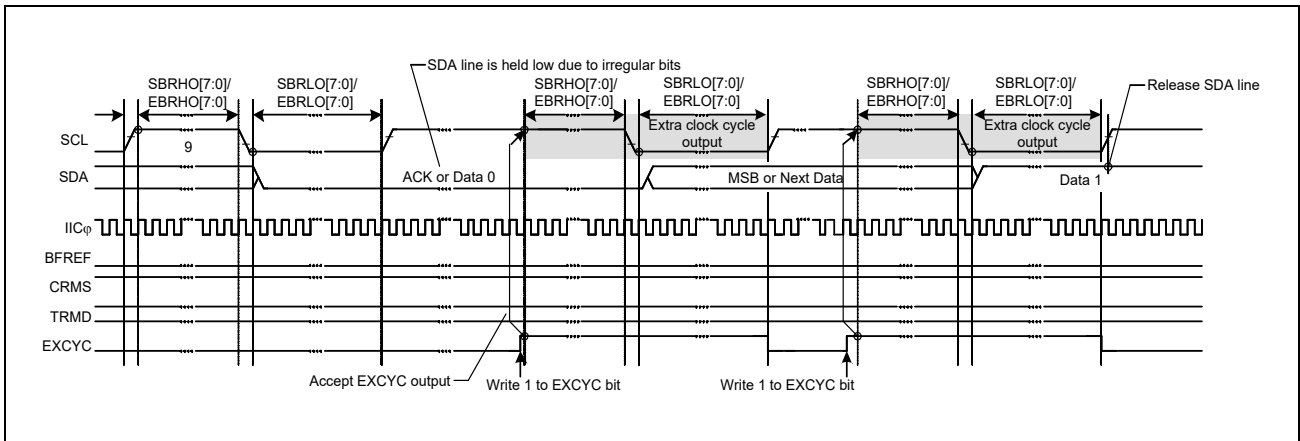 SDA line is held low due to irregular bits
SBRHO[7:0]/
EBRHO[7:0]
SBRLO[7:0]/
EBRLO[7:0]
SBRHO[7:0]/
EBRHO[7:0]
SBRLO[7:0]/
EBRLO[7:0]
SBRHO[7:0]/
EBRHO[7:0]
SBRLO[7:0]/
EBRLO[7:0]
Release SDA line
SCL
9
Extra clock cycle
output
Extra clock cycle
output
SDA
ACK or Data 0
MSB or Next Data
Data 1
IICφ
BFREF
CRMS
TRMD
EXCYC
Accept EXCYC output
Write 1 to EXCYC bit
Write 1 to EXCYC bit